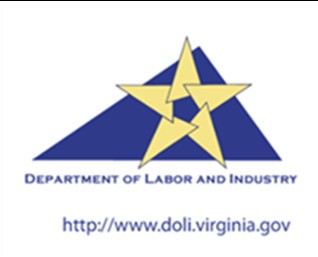 DEPARTMENT OF LABOR AND INDUSTRY
http://www.doli.virginia.gov